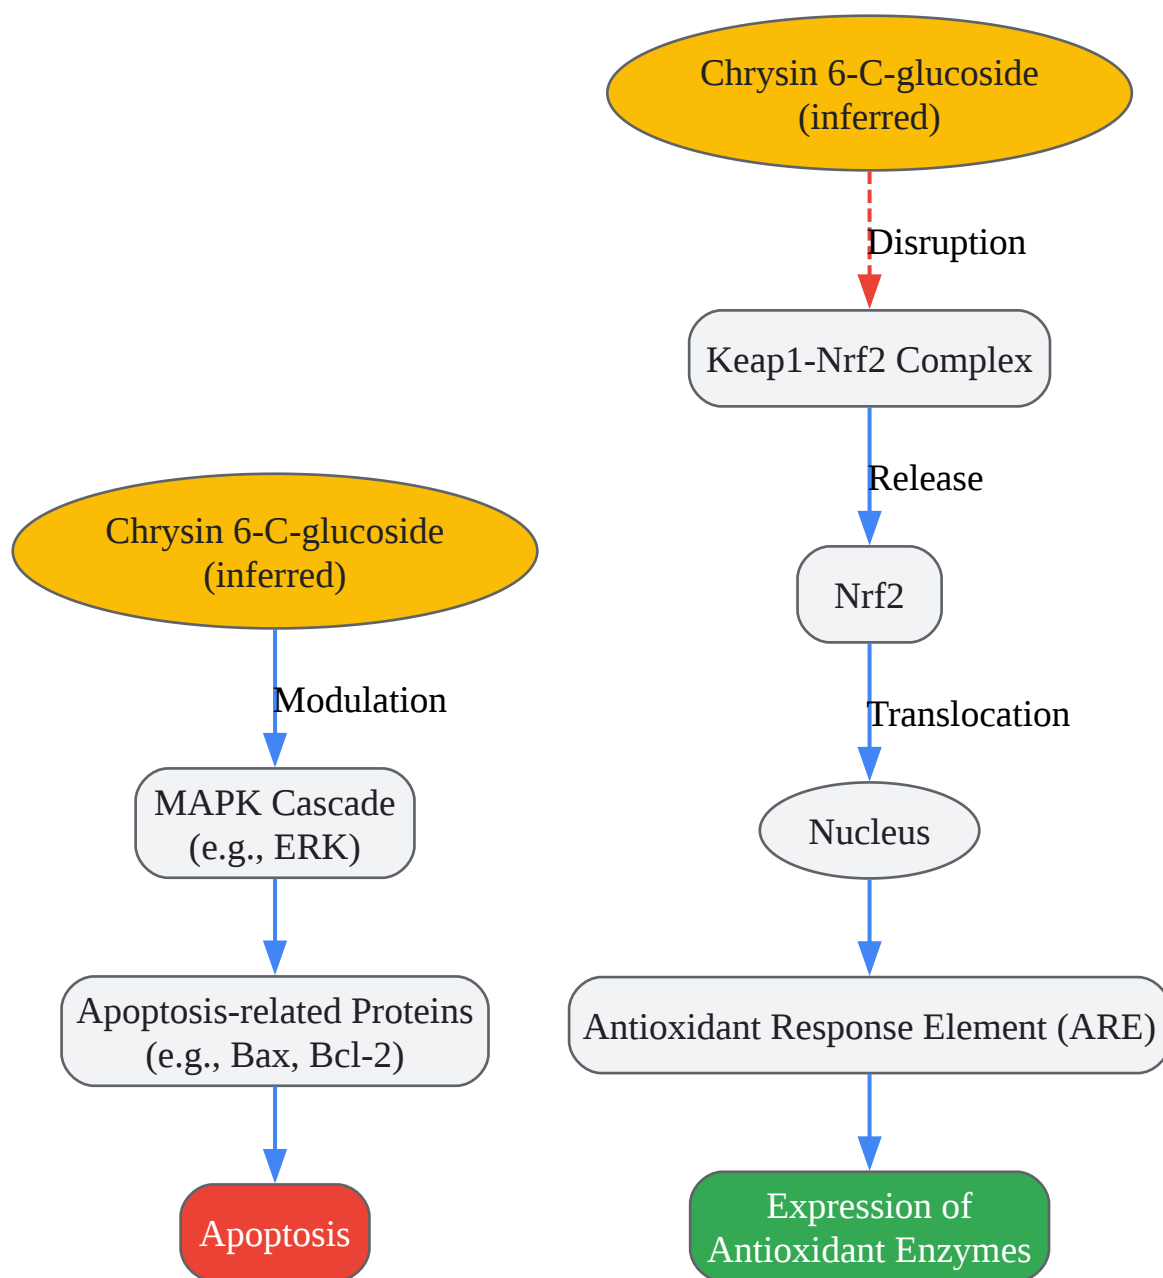 Chrysin 6-C-glucoside
(inferred)
Disruption
Keap1-Nrf2 Complex
Release
Nrf2
Translocation
Nucleus
Antioxidant Response Element (ARE)
Expression of
Antioxidant Enzymes
Chrysin 6-C-glucoside
(inferred)
Modulation
MAPK Cascade
(e.g., ERK)
Apoptosis-related Proteins
(e.g., Bax, Bcl-2)
Apoptosis